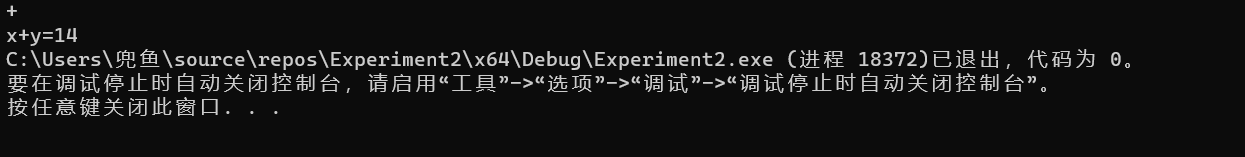 +
x+y=14
C:\Users\兜鱼\source\repos\Experiment2\x64\Debug\Experiment2.exe (进程 18372)已退出，代码为 0。
要在调试停止时自动关闭控制台，请启用“工具”->“选项”->“调试”->“调试停止时自动关闭控制台”。
按任意键关闭此窗口. . .